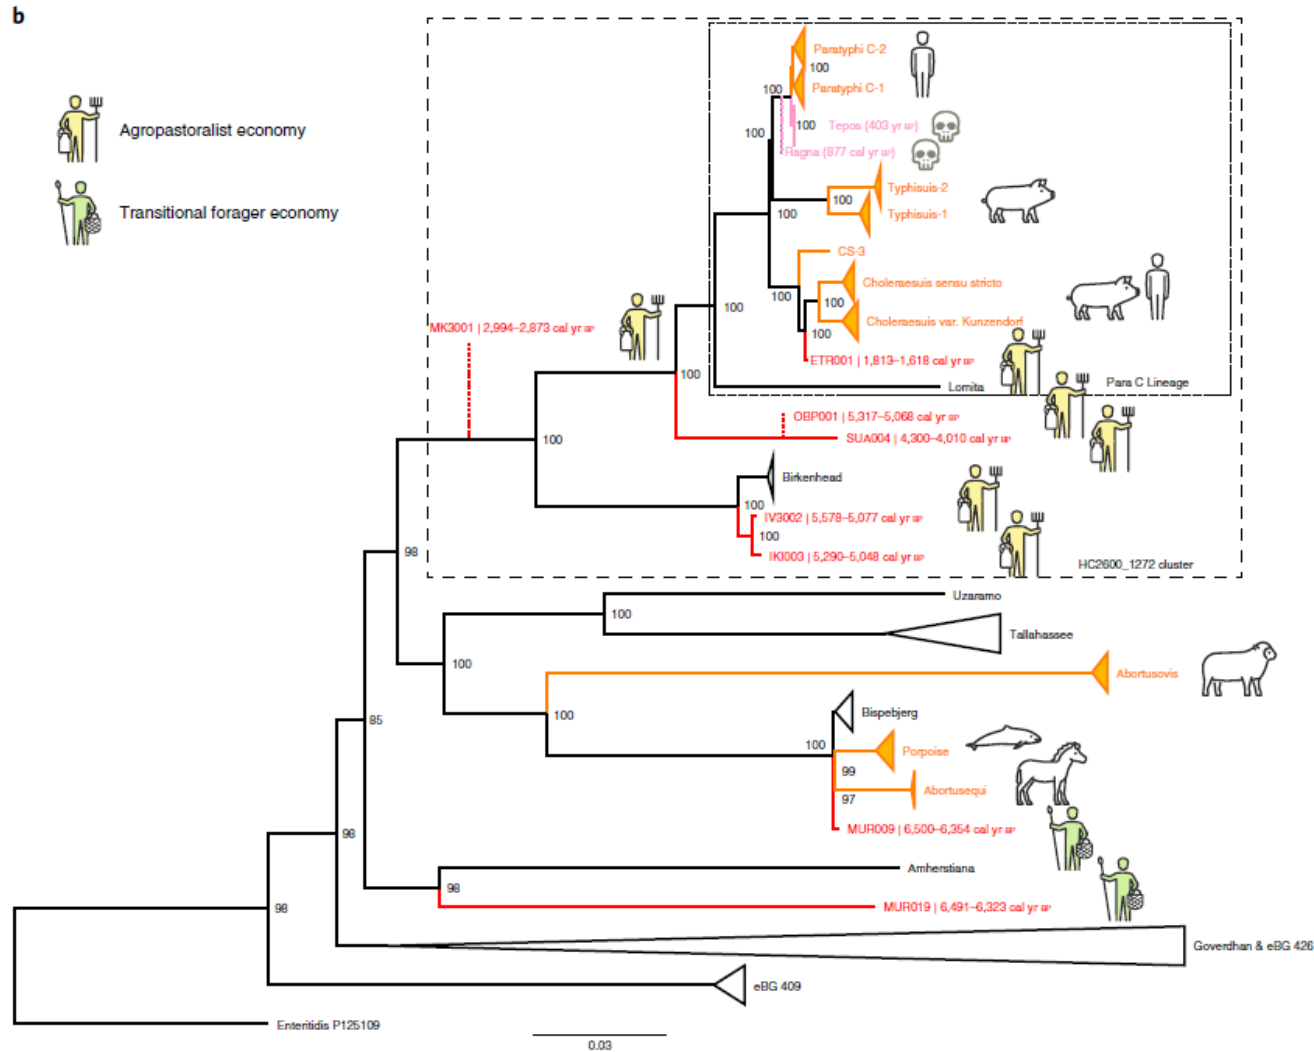 b
Agropastoralist economy
Transitional forager economy
Paratyphi C-2
100
Paratyphi C-1
100
100
Tepos (403 yr BP)
100
Ragna (877 cal yr BP)
Typhisuis-2
100
Typhisuis-1
100
CS-3
Choleraesuis sensu stricto
100
100
100
Choleraesuis var. Kunzendorf
100
MK3001 | 2,994–2,873 cal yr BP
ETR001 | 1,813–1,618 cal yr BP
100
Lomita
Para C Lineage
OBP001 | 5,317–5,068 cal yr BP
100
SUA004 | 4,300–4,010 cal yr BP
Birkenhead
100
IV3002 | 5,578–5,077 cal yr BP
100
98
IKI003 | 5,290–5,048 cal yr BP
HC2600_1272 cluster
Uzaramo
100
Tallahassee
100
Abortusovis
100
Bispebjerg
85
100
Porpoise
99
Abortusequi
97
MUR009 | 6,500–6,354 cal yr BP
98
Amherstiana
98
MUR019 | 6,491–6,323 cal yr BP
98
Goverdhan & eBG 426
eBG 409
Enteritidis P125109
0.03